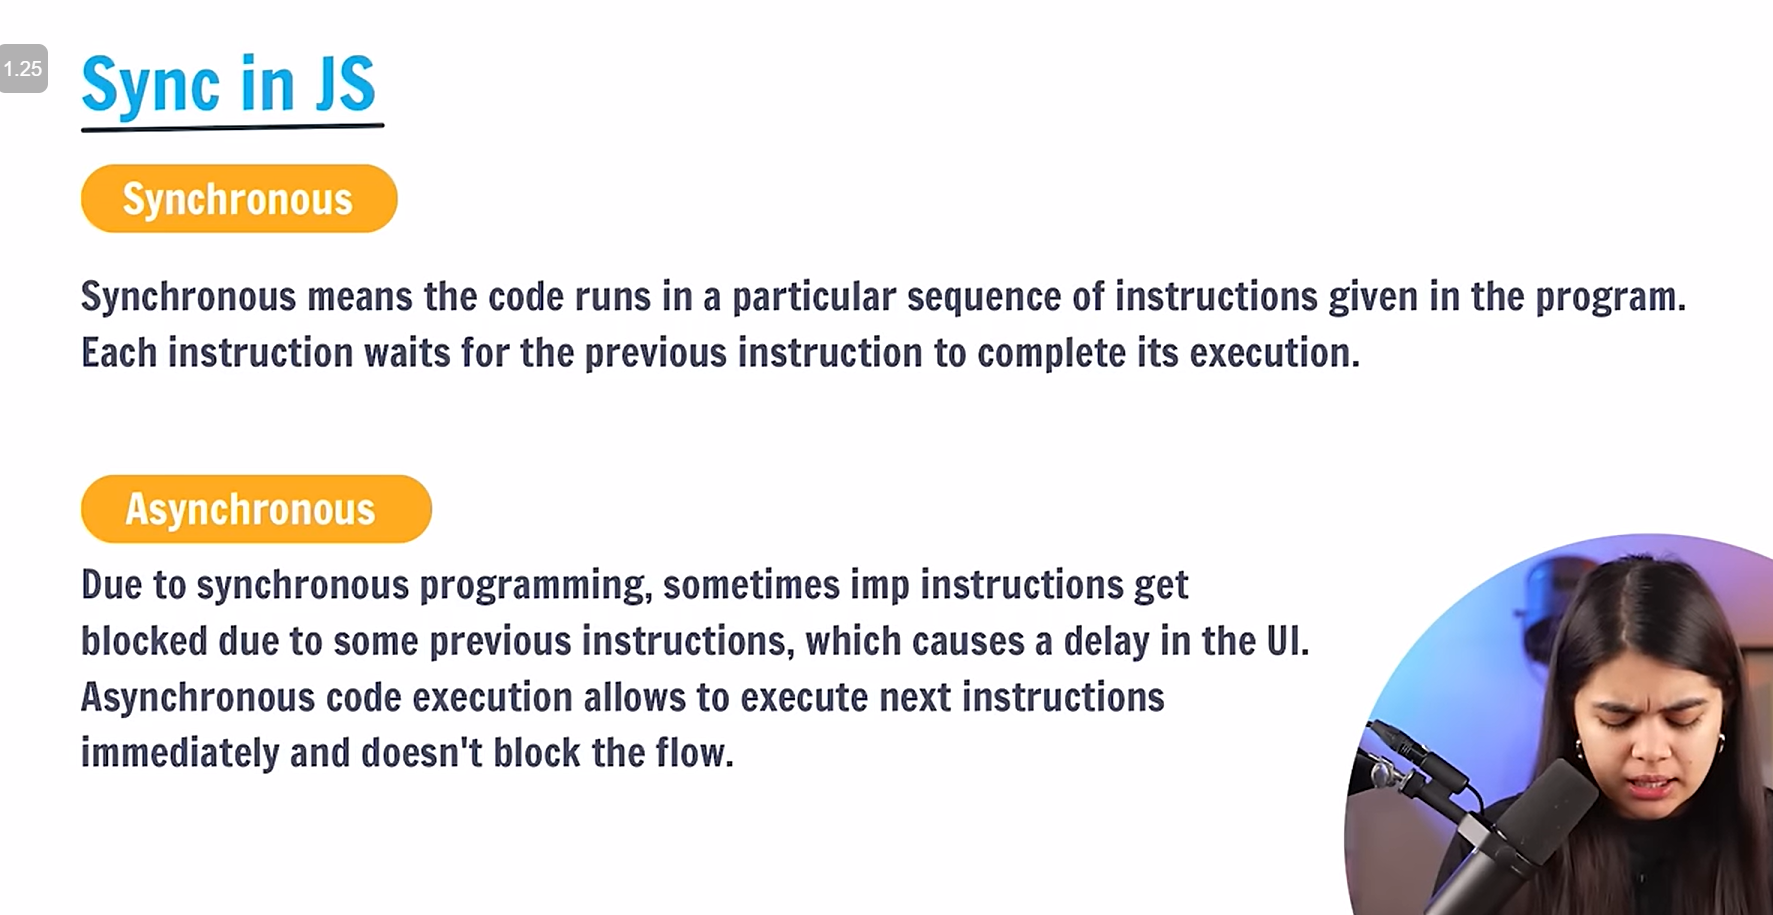 1.25
Sync in JS
Synchronous
Synchronous means the code runs in a particular sequence of instructions given in the program.
Each instruction waits for the previous instruction to complete its execution.
Asynchronous
Due to synchronous programming, sometimes imp instructions get
blocked due to some previous instructions, which causes a delay in the UI.
Asynchronous code execution allows to execute next instructions
immediately and doesn't block the flow.